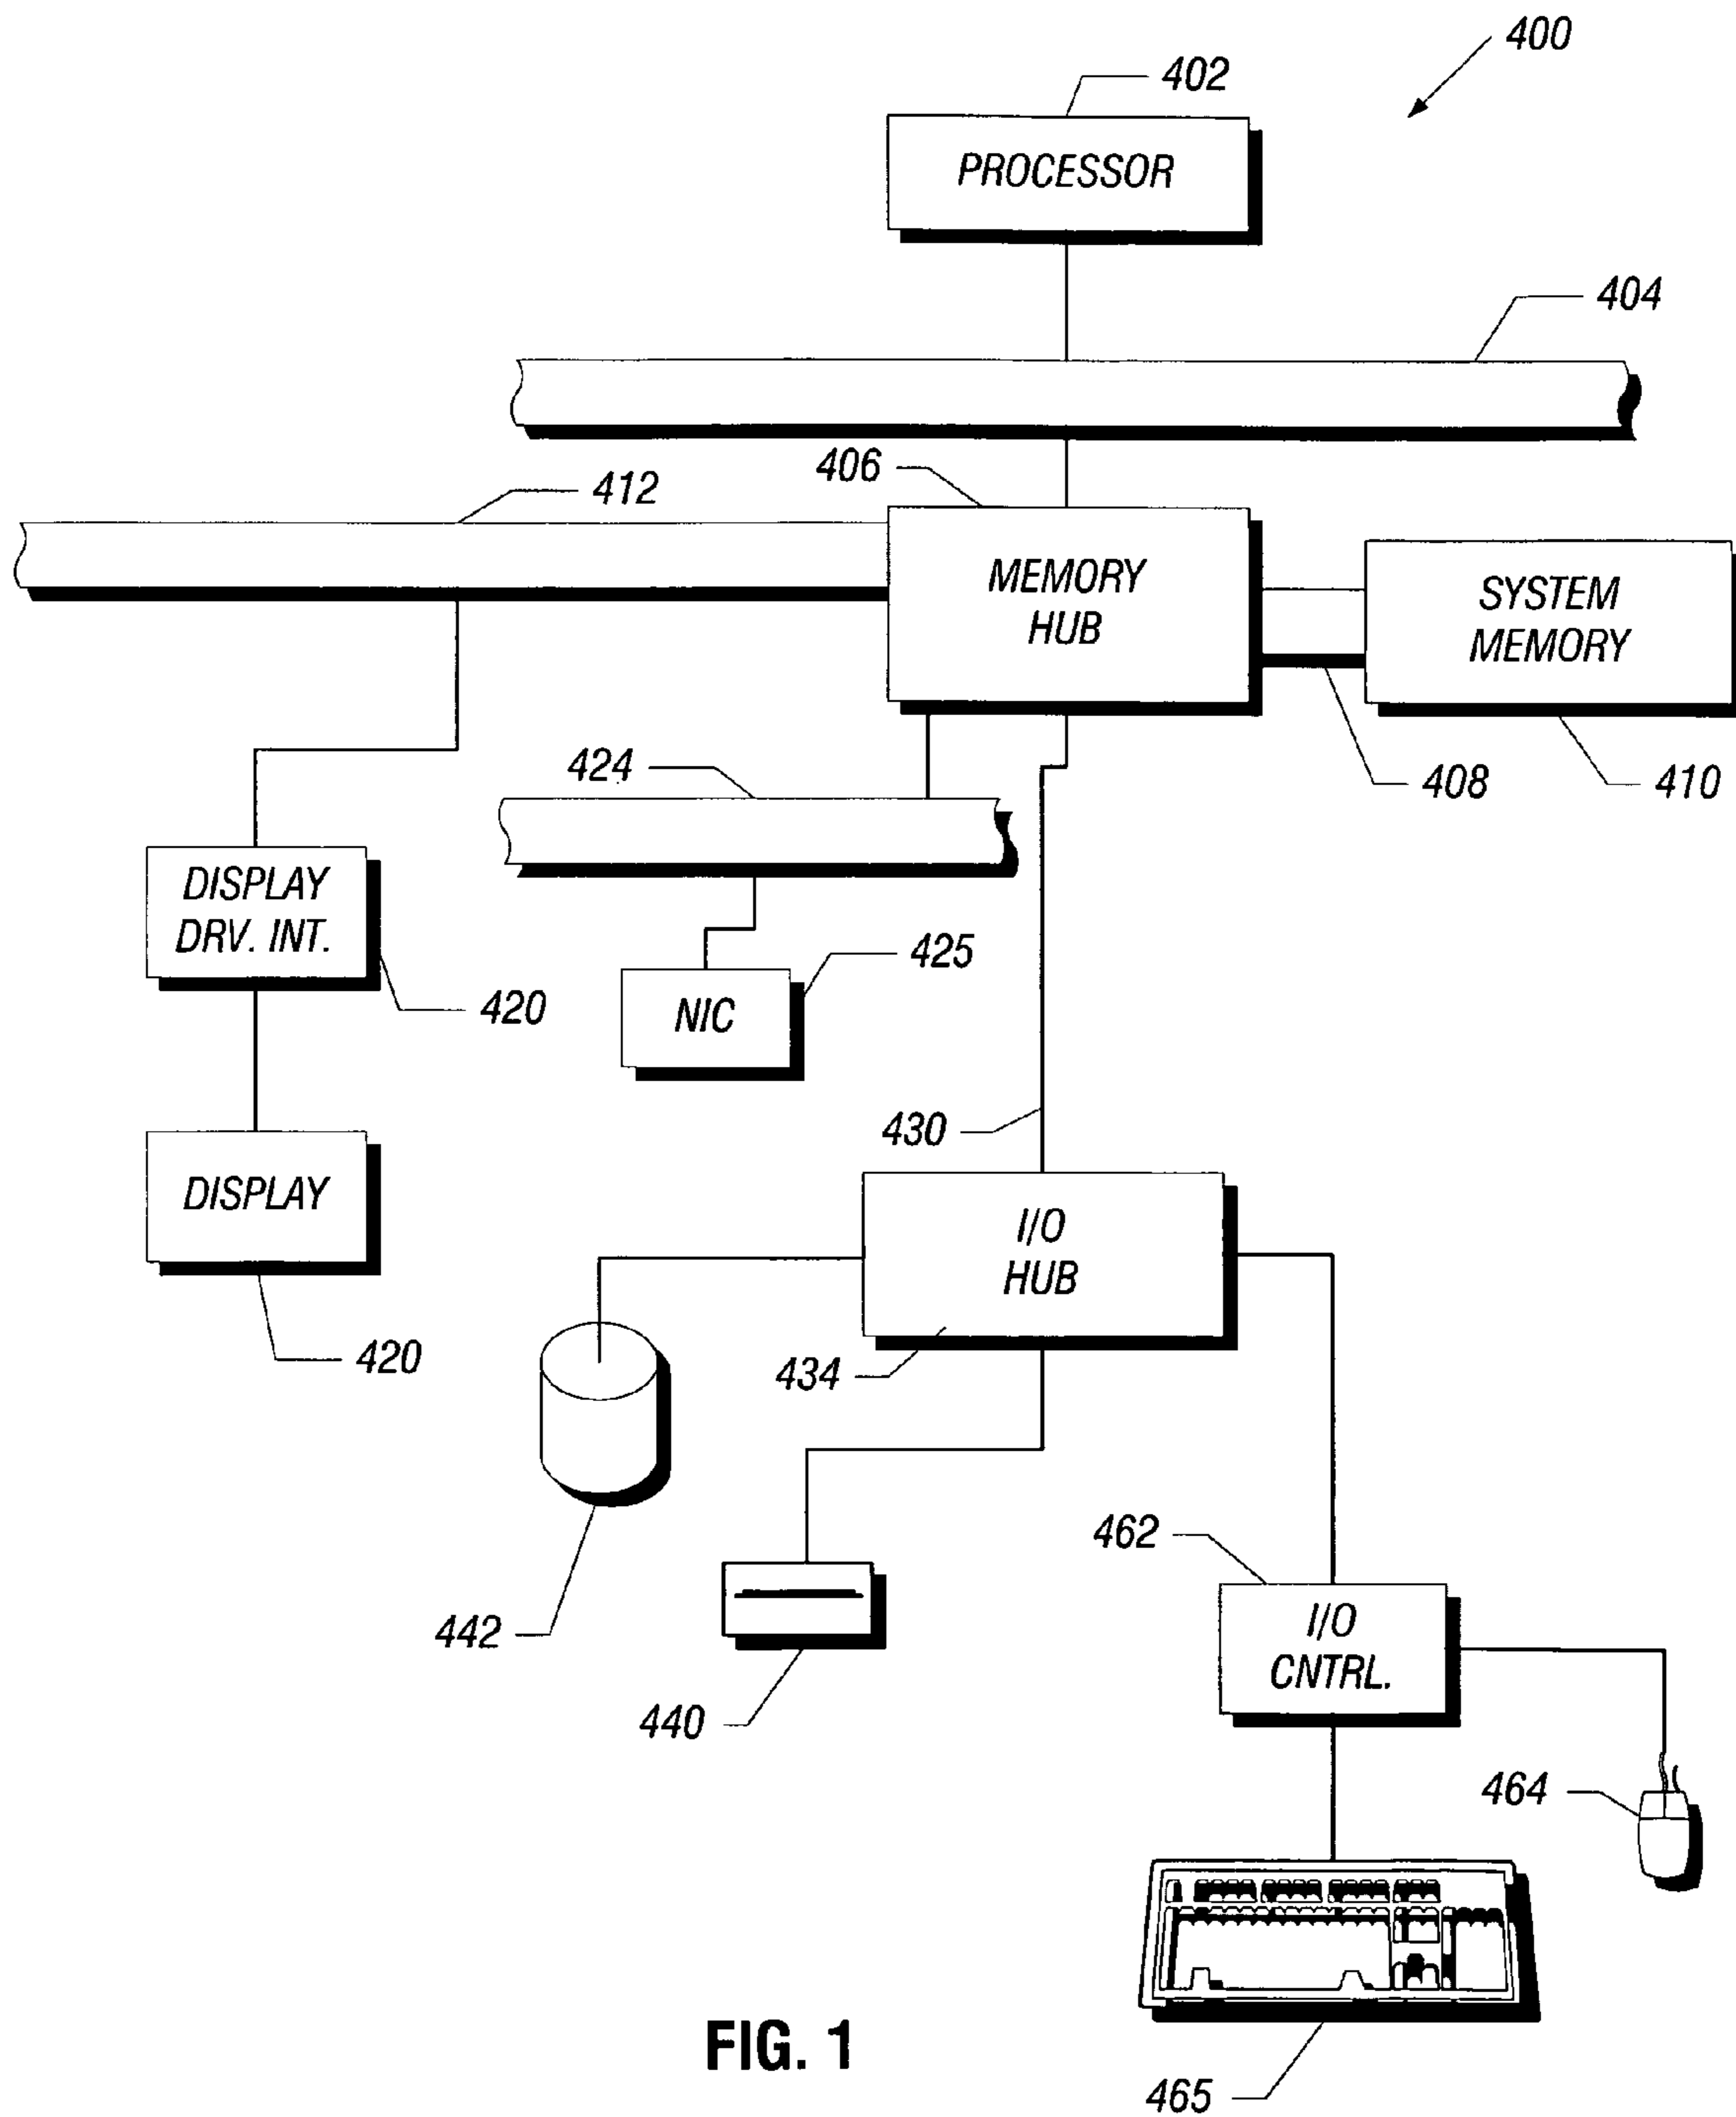 400
402
PROCESSOR
404
406
412
MEMORY
HUB
SYSTEM
MEMORY
424
408
410
DISPLAY
DRV. INT.
420
425
NIC
430
DISPLAY
I/O
HUB
420
434
462
442
I/O
CNTRL.
440
464
FIG. 1
465